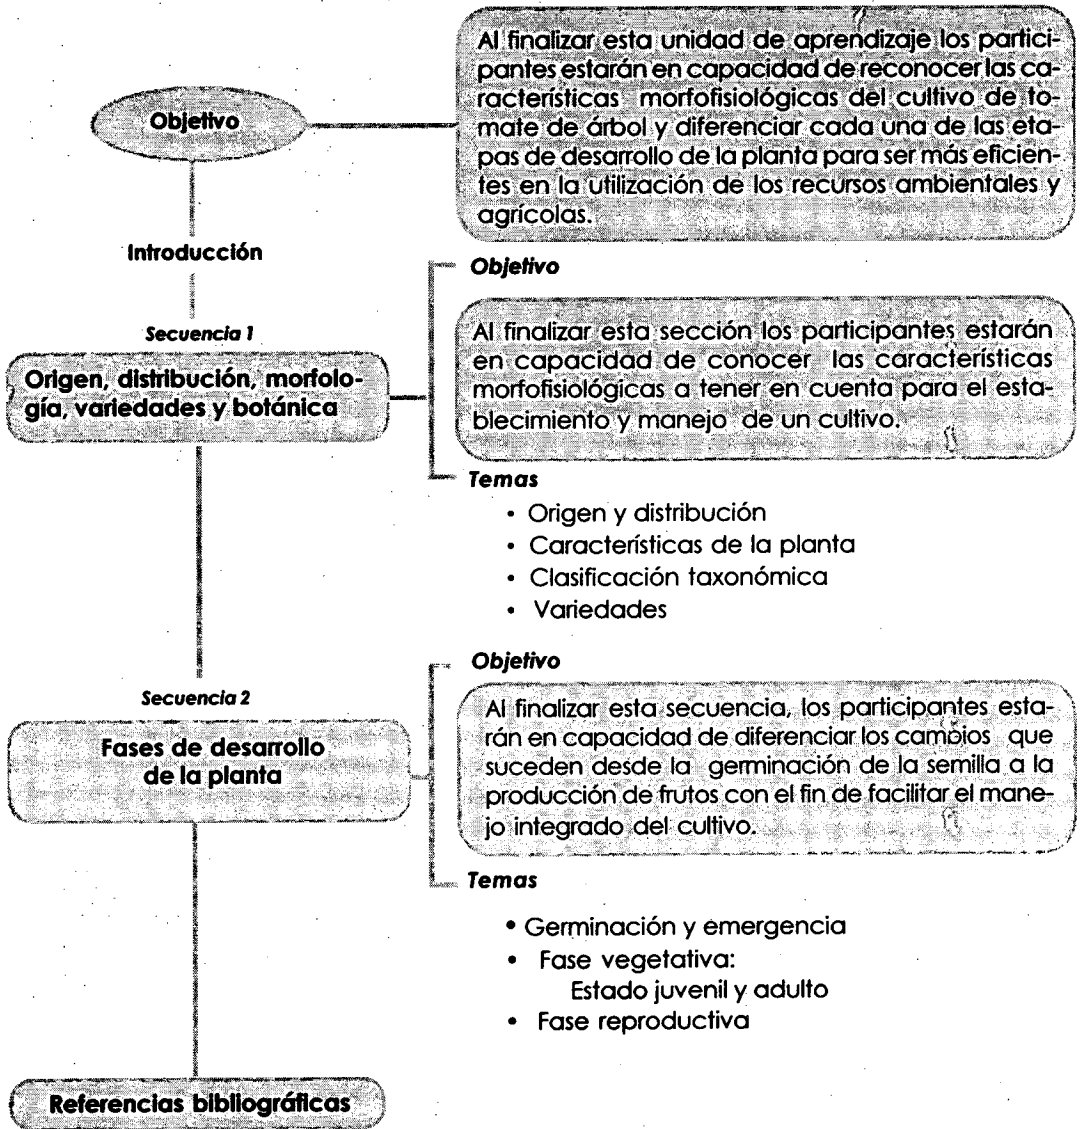 Objetivo
Al finalizar esta unidad de aprendizaje los partici-
pantes estarán en capacidad de reconocer las ca-
racterísticas morfofisiológicas del cultivo de to-
mate de árbol y diferenciar cada una de las eta-
pas de desarrollo de la planta para ser más eficien-
tes en la utilización de los recursos ambientales y
agrícolas.
Introducción
Secuencia 1
Origen, distribución, morfolo-
gía, variedades y botánica
Objetivo
Al finalizar esta sección los participantes estarán
en capacidad de conocer las características
morfofisiológicas a tener en cuenta para el esta-
blecimiento y manejo de un cultivo.
Temas
• Origen y distribución
• Características de la planta
• Clasificación taxonómica
• Variedades
Secuencia 2
Fases de desarrollo
de la planta
Objetivo
Al finalizar esta secuencia, los participantes esta-
rán en capacidad de diferenciar los cambios que
suceden desde la germinación de la semilla a la
producción de frutos con el fin de facilitar el mane-
jo integrado del cultivo.
Temas
• Germinación y emergencia
• Fase vegetativa:
Estado juvenil y adulto
• Fase reproductiva
Referencias bibliográficas